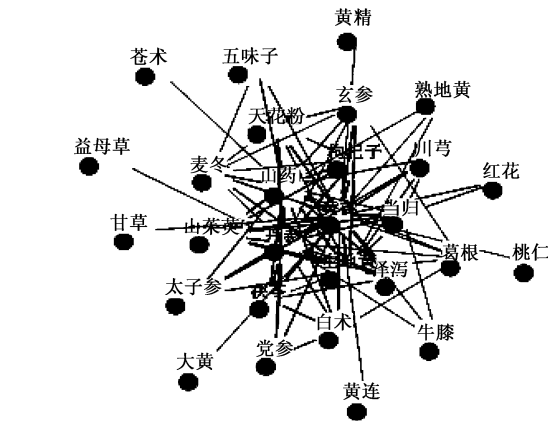 黄精
苍术
五味子
玄参
熟地黄
天花粉
益母草
枸杞子
川芎
麦冬
山药
红花
当归
甘草
山茱萸
葛根
桃仁
泽泻
太子参
白术
牛膝
党参
大黄
黄连